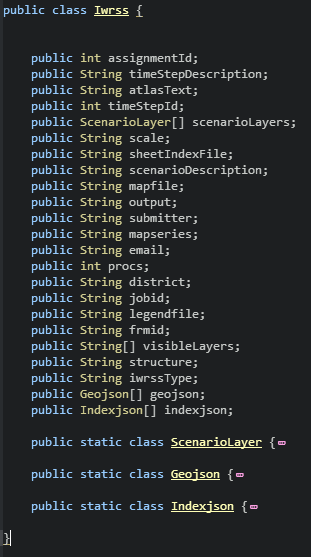 public class Iwrss {
public int assignmentId;
public String timeStepDescription;
public String atlasText;
public int timeStepId;
public ScenarioLayer[] scenarioLayers;
public String scale;
public String sheetIndexFile;
public String scenarioDescription;
public String mapfile;
public String output;
public String submitter;
public String mapseries;
public String email;
public int procs;
public String district;
public String jobid;
public String legendfile;
public String frmid;
public String[] visibleLayers;
public String structure;
public String iwrssType;
public Geojson[] geojson;
public Indexjson[] indexjson;
public static class ScenarioLayer {
public static class Geojson {
public static class Indexjson {
}